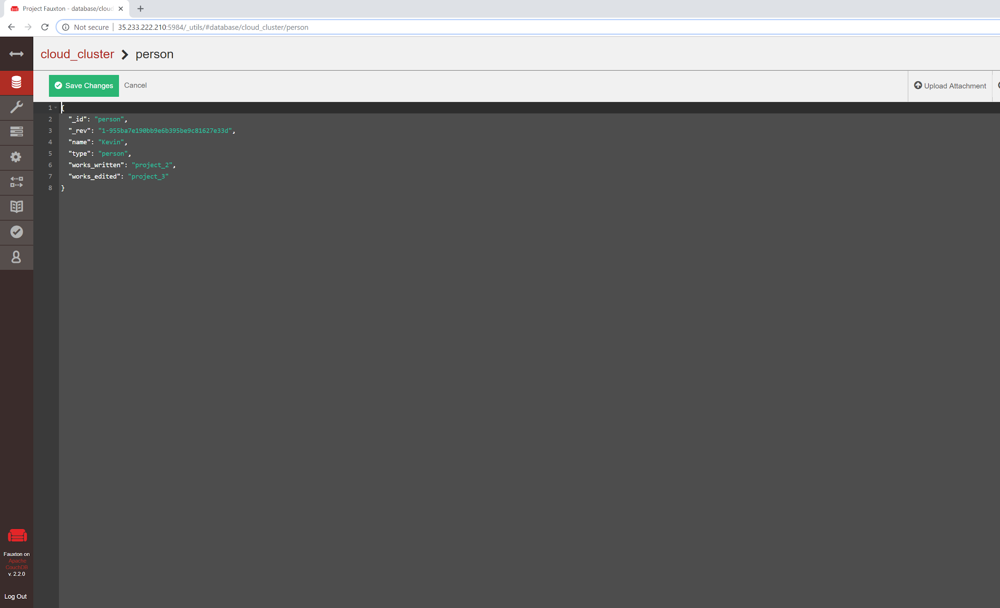 Project Fauxton - database/cloud
Not secure 35.233.222.210:5984/_utils/#database/cloud_cluster/person
cloud_cluster person
Save Changes Cancel Upload Attachment
1 {
2 "_id": "person",
3 "_rev": "1-955ba7e190bb9e6b395be9c81627e33d",
4 "name": "Kevin",
5 "type": "person",
6 "works_written": "project_2",
7 "works_edited": "project_3"
8 }
Fauxton on
Apache
CouchDB
v. 2.2.0
Log Out